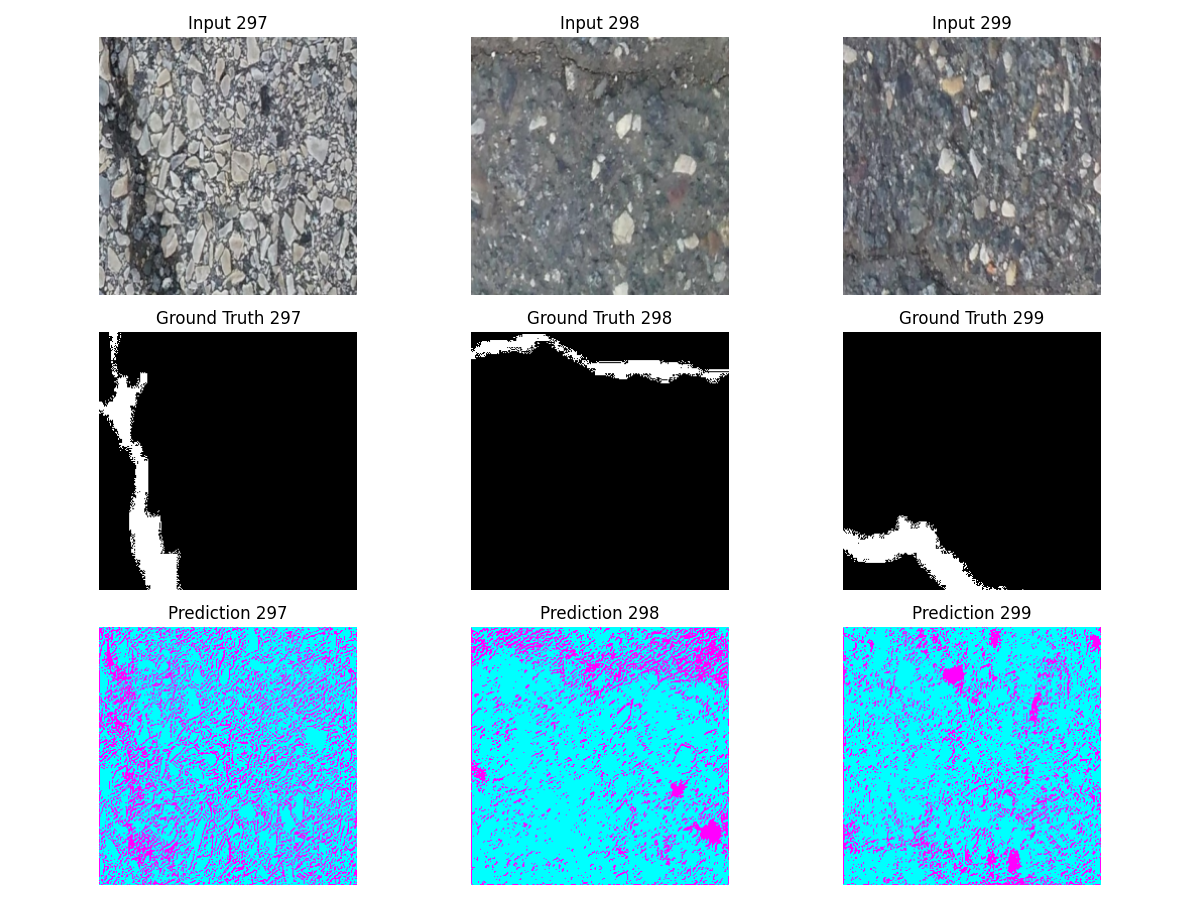 Input 297
Input 298
Input 299
Ground Truth 297
Ground Truth 298
Ground Truth 299
Prediction 297
Prediction 298
Prediction 299